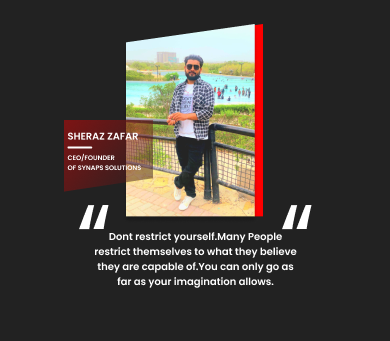 SHERAZ ZAFAR
CEO/FOUNDER
OF SYNAPS SOLUTIONS
"
"
Dont restrict yourself.Many People
restrict themselves to what they believe
they are capable of.You can only go as
far as your imagination allows.